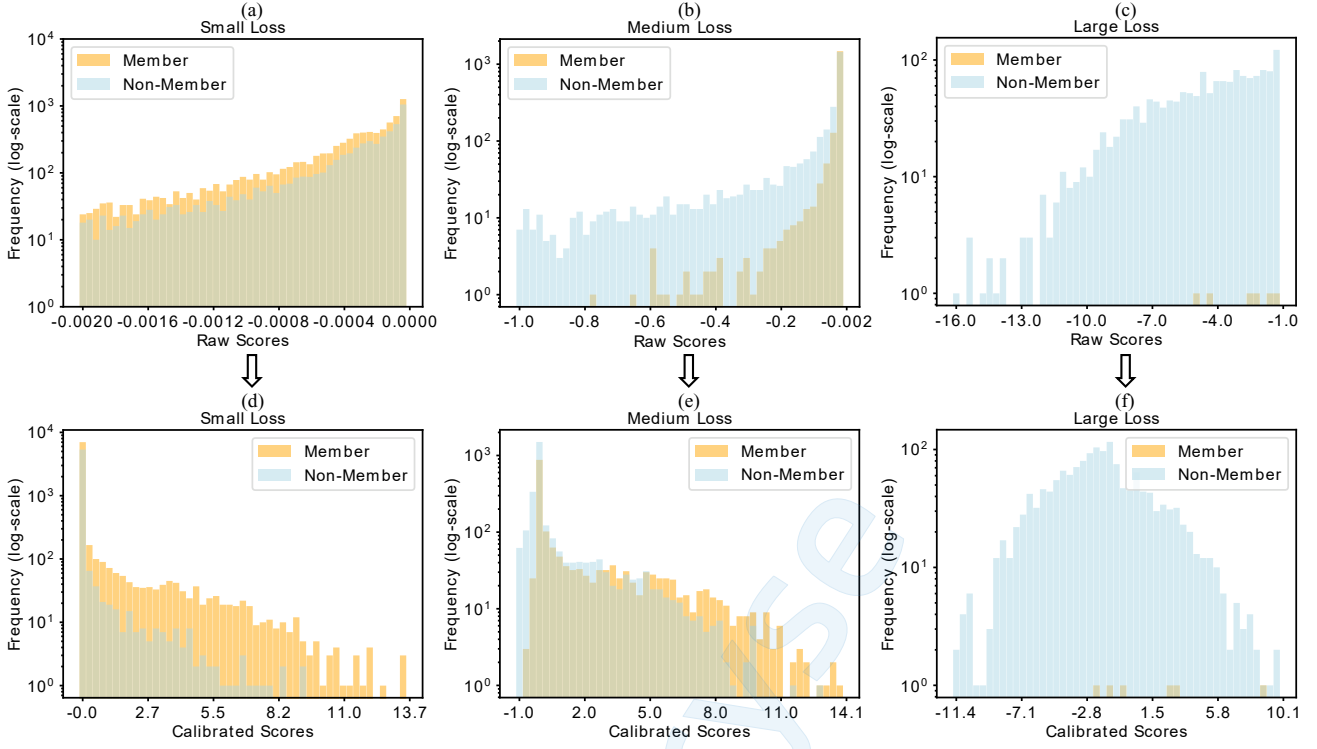 (a)
Small Loss
Member
Non-Member
Frequency (log-scale)
10^4
10^3
10^2
10^1
10^0
-0.0020 -0.0016 -0.0012 -0.0008 -0.0004 0.0000
Raw Scores
(b)
Medium Loss
Member
Non-Member
Frequency (log-scale)
10^3
10^2
10^1
10^0
-1.0 -0.8 -0.6 -0.4 -0.2 -0.002
Raw Scores
(c)
Large Loss
Member
Non-Member
Frequency (log-scale)
10^2
10^1
10^0
-16.0 -13.0 -10.0 -7.0 -4.0 -1.0
Raw Scores
(d)
Small Loss
Member
Non-Member
Frequency (log-scale)
10^4
10^3
10^2
10^1
10^0
-0.0 2.7 5.5 8.2 11.0 13.7
Calibrated Scores
(e)
Medium Loss
Member
Non-Member
Frequency (log-scale)
10^3
10^2
10^1
10^0
-1.0 2.0 5.0 8.0 11.0 14.1
Calibrated Scores
(f)
Large Loss
Member
Non-Member
Frequency (log-scale)
10^2
10^1
10^0
-11.4 -7.1 -2.8 1.5 5.8 10.1
Calibrated Scores